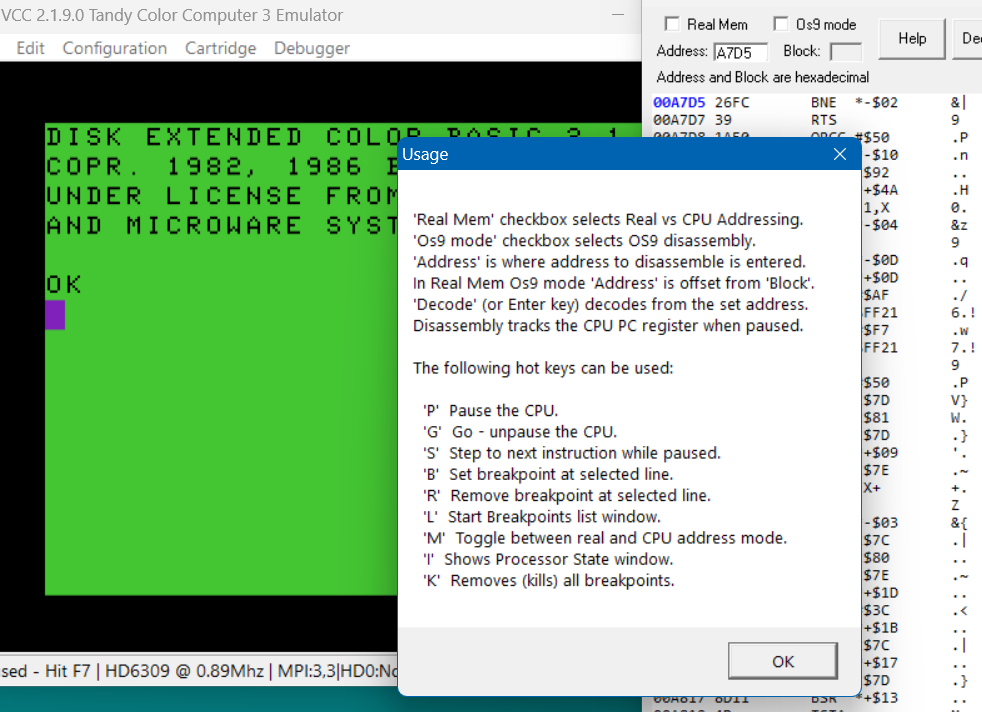 VCC 2.1.9.0 Tandy Color Computer 3 Emulator
Edit Configuration Cartridge Debugger
DISK EXTENDED COLOR BASIC 2.1
COPR. 1982, 1986
UNDER LICENSE FROM
AND MICROWARE SYST
OK
sed - Hit F7 | HD6309 @ 0.89Mhz | MPI:3,3|HD0:No
Real Mem Os9 mode
Address: A7D5 Block:
Help
Address and Block are hexadecimal
00A7D5 26FC BNE *-$02 &|
00A7D7 39 RTS 9
00A7D8 1A50 ORCC #$50 .P
-$10 .n
$92 ..
+$4A .H
1,X 0.
-$04 &z
9
-$0D .q
+$0D ..
$AF ./
FF21 6.!
$F7 .w
FF21 7.!
9
$50 .P
$7D V}
$81 W.
$7D .}
+$09 '.
$7E .~
X+ +.
Z
-$03 &{
$7C .|
$80 ..
$7E .~
+$1D ..
$3C .<
+$1B ..
$7C .|
+$17 ..
$7D .}
00A817 8D11 BSR *+$13 ..
Usage
'Real Mem' checkbox selects Real vs CPU Addressing.
'Os9 mode' checkbox selects OS9 disassembly.
'Address' is where address to disassemble is entered.
In Real Mem Os9 mode 'Address' is offset from 'Block'.
'Decode' (or Enter key) decodes from the set address.
Disassembly tracks the CPU PC register when paused.
The following hot keys can be used:
'P' Pause the CPU.
'G' Go - unpause the CPU.
'S' Step to next instruction while paused.
'B' Set breakpoint at selected line.
'R' Remove breakpoint at selected line.
'L' Start Breakpoints list window.
'M' Toggle between real and CPU address mode.
'I' Shows Processor State window.
'K' Removes (kills) all breakpoints.
OK